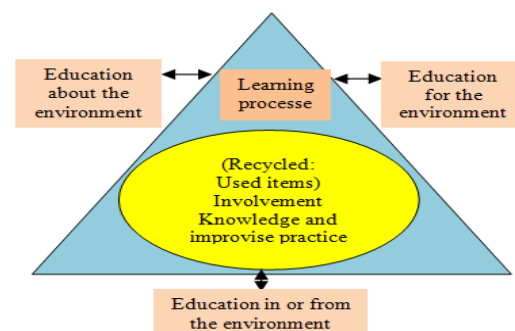 Education
about the
environment
Learning
processe
Education
for the
environment
(Recycled:
Used items)
Involvement
Knowledge and
improvise practice
Education in or from
the environment